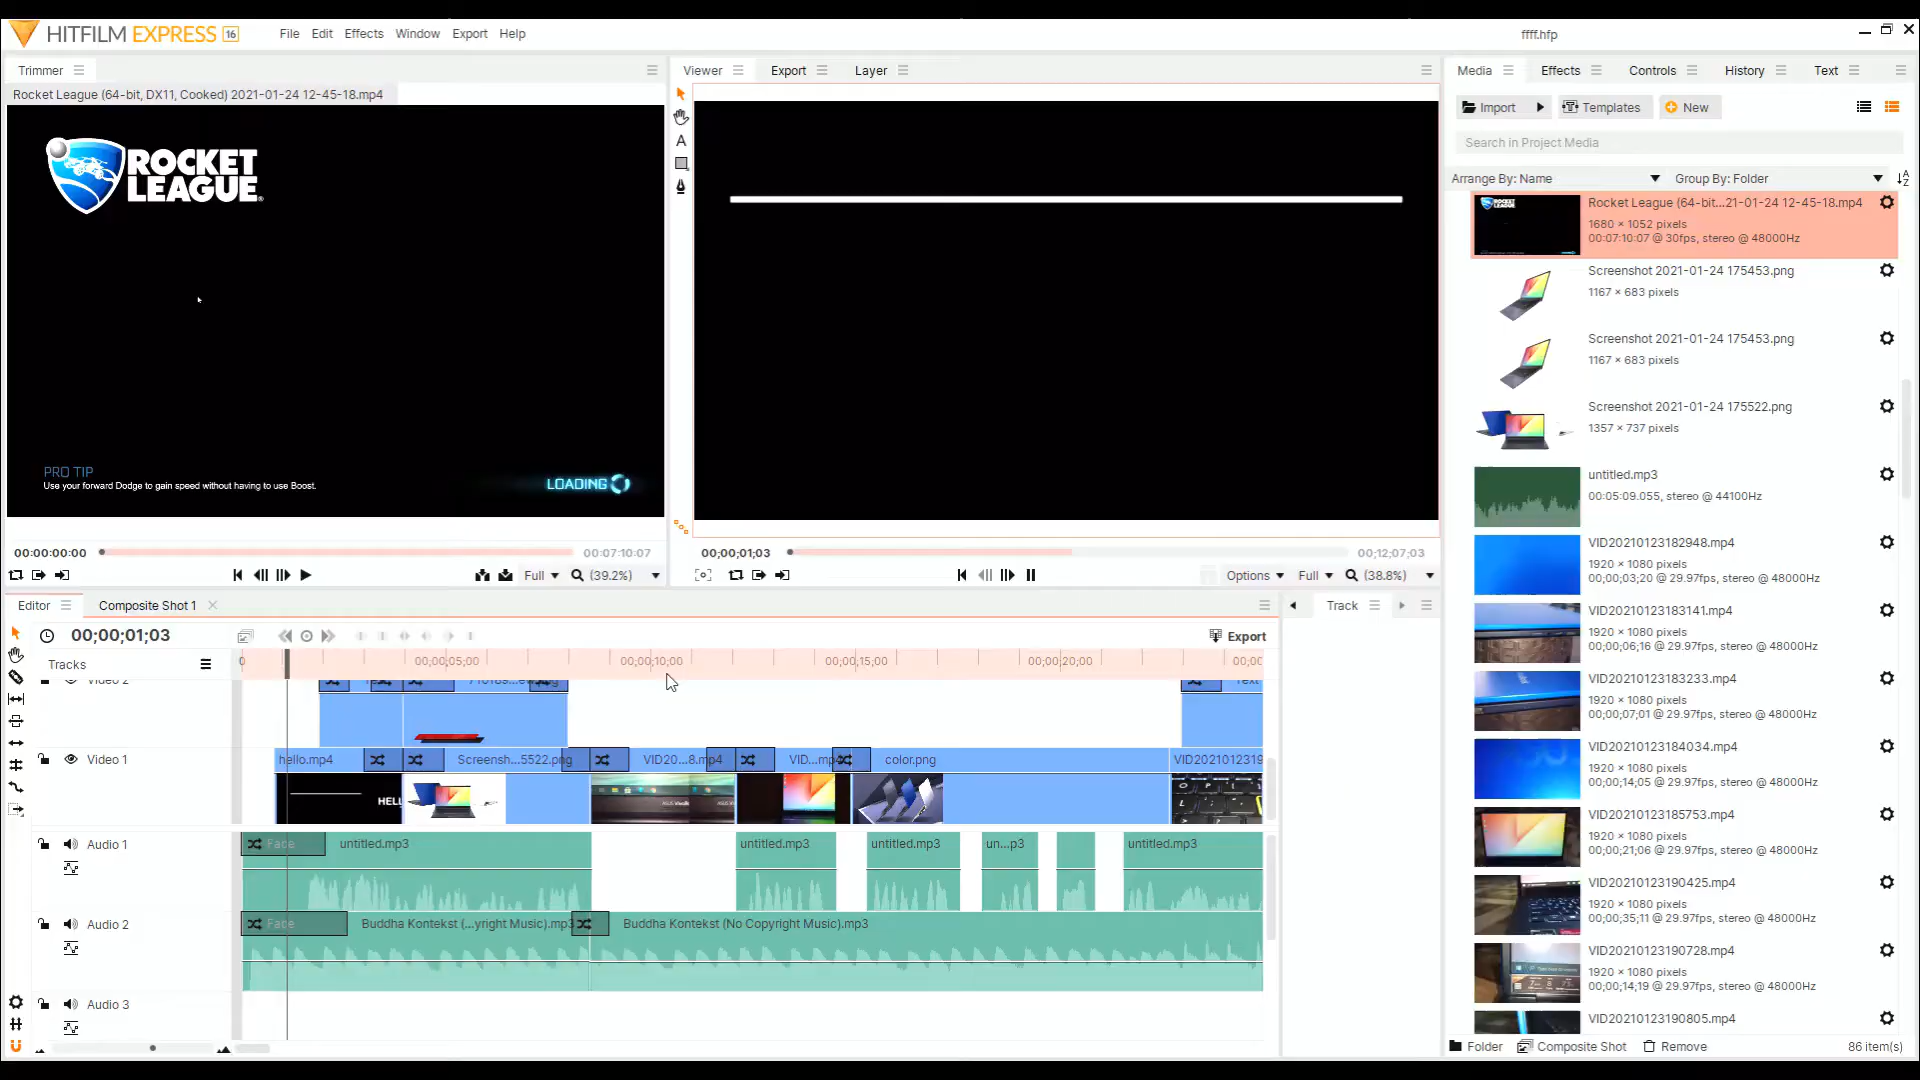 HITFILM EXPRESS 16
File Edit Effects Window Export Help
ffff.hfp
Trimmer
Viewer Export Layer
Media Effects Controls History Text
Rocket League (64-bit, DX11, Cooked) 2021-01-24 12-45-18.mp4
Import Templates New
Search in Project Media
Arrange By: Name Group By: Folder
ROCKET
LEAGUE
PRO TIP
Use your forward Dodge to gain speed without having to use Boost.
LOADING
00:00:00:00 00:07:10:07
Full (39.2%)
00;00;01;03 00;12;07;03
Options Full (38.8%)
Rocket League (64-bit...21-01-24 12-45-18.mp4
1680 × 1052 pixels
00:07:10:07 @ 30fps, stereo @ 48000Hz
Screenshot 2021-01-24 175453.png
1167 × 683 pixels
Screenshot 2021-01-24 175453.png
1167 × 683 pixels
Screenshot 2021-01-24 175522.png
1357 × 737 pixels
untitled.mp3
00:05:09.055, stereo @ 44100Hz
VID20210123182948.mp4
1920 × 1080 pixels
00;00;03;20 @ 29.97fps, stereo @ 48000Hz
VID20210123183141.mp4
1920 × 1080 pixels
00;00;06;16 @ 29.97fps, stereo @ 48000Hz
VID20210123183233.mp4
1920 × 1080 pixels
00;00;07;01 @ 29.97fps, stereo @ 48000Hz
VID20210123184034.mp4
1920 × 1080 pixels
00;00;14;05 @ 29.97fps, stereo @ 48000Hz
VID20210123185753.mp4
1920 × 1080 pixels
00;00;21;06 @ 29.97fps, stereo @ 48000Hz
VID20210123190425.mp4
1920 × 1080 pixels
00;00;35;11 @ 29.97fps, stereo @ 48000Hz
VID20210123190728.mp4
1920 × 1080 pixels
00;00;14;19 @ 29.97fps, stereo @ 48000Hz
VID20210123190805.mp4
Folder Composite Shot Remove 86 item(s)
Editor Composite Shot 1
Track
00;00;01;03
Export
Tracks
0 00;00;05;00 00;00;10;00 00;00;15;00 00;00;20;00 00;00;
Video 2
Video 1
hello.mp4 Screensh...5522.png VID20...8.mp4 VID...mp4 color.png VID2021012319
HELL
Audio 1
Fade untitled.mp3 untitled.mp3 untitled.mp3 un...p3 untitled.mp3
Audio 2
Fade Buddha Kontekst (...yright Music).mp3 Buddha Kontekst (No Copyright Music).mp3
Audio 3